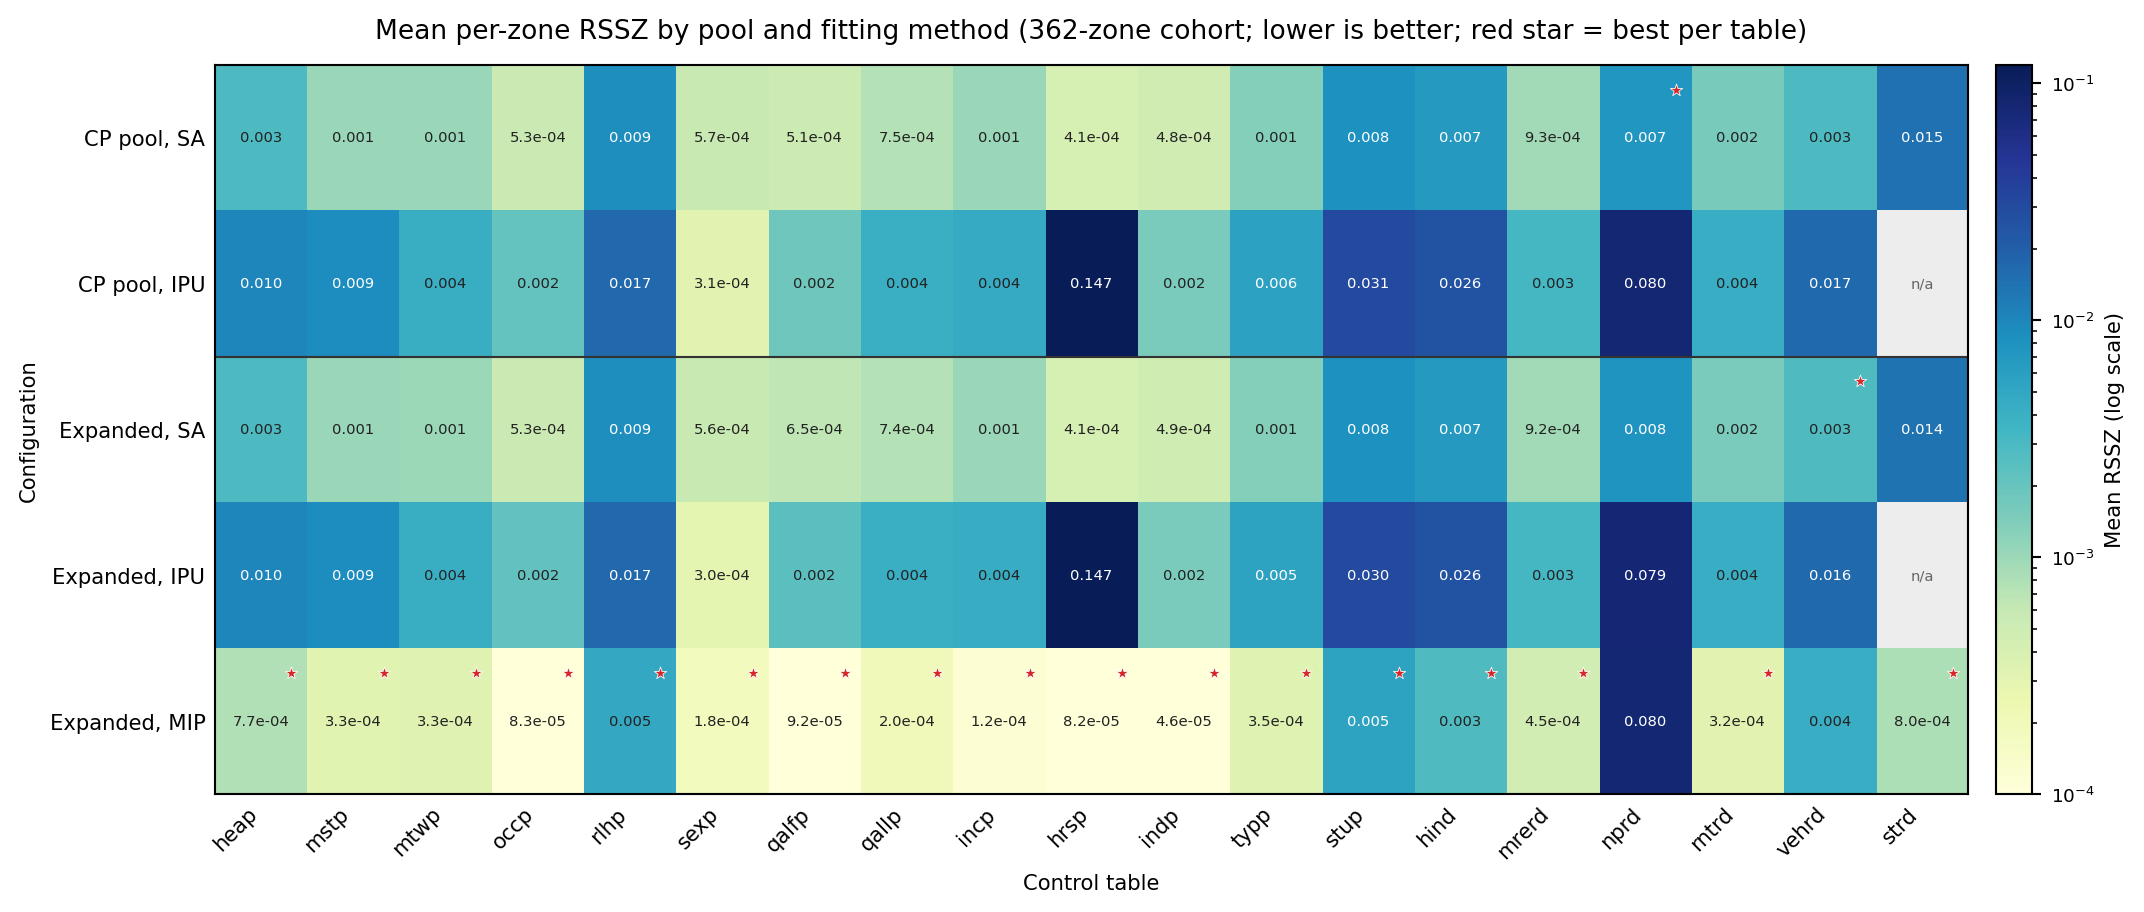 Mean per-zone RSSZ by pool and fitting method (362-zone cohort; lower is better; red star = best per table)
Configuration
CP pool, SA 0.003 0.001 0.001 5.3e-04 0.009 5.7e-04 5.1e-04 7.5e-04 0.001 4.1e-04 4.8e-04 0.001 0.008 0.007 9.3e-04 0.007 0.002 0.003 0.015
CP pool, IPU 0.010 0.009 0.004 0.002 0.017 3.1e-04 0.002 0.004 0.004 0.147 0.002 0.006 0.031 0.026 0.003 0.080 0.004 0.017 n/a
Expanded, SA 0.003 0.001 0.001 5.3e-04 0.009 5.6e-04 6.5e-04 7.4e-04 0.001 4.1e-04 4.9e-04 0.001 0.008 0.007 9.2e-04 0.008 0.002 0.003 0.014
Expanded, IPU 0.010 0.009 0.004 0.002 0.017 3.0e-04 0.002 0.004 0.004 0.147 0.002 0.005 0.030 0.026 0.003 0.079 0.004 0.016 n/a
Expanded, MIP 7.7e-04 3.3e-04 3.3e-04 8.3e-05 0.005 1.8e-04 9.2e-05 2.0e-04 1.2e-04 8.2e-05 4.6e-05 3.5e-04 0.005 0.003 4.5e-04 0.080 3.2e-04 0.004 8.0e-04
heap mstp mtwp occp rlhp sexp qalfp qallp incp hrsp indp typp stup hind mrerd nprd rntrd vehrd strd
Control table
10⁻¹
10⁻²
10⁻³
10⁻⁴
Mean RSSZ (log scale)